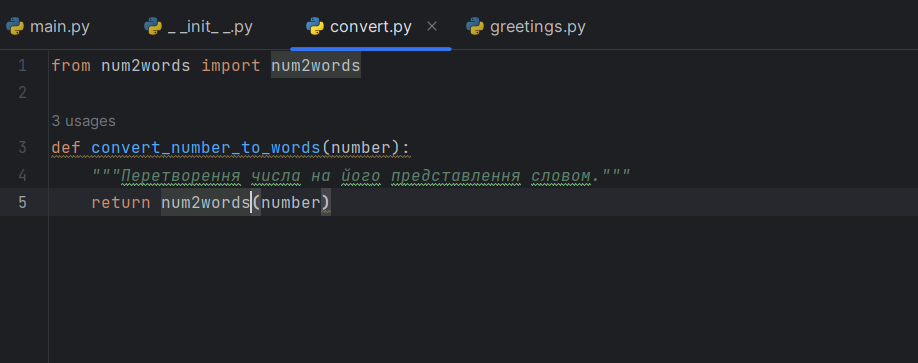 main.py _ _init_ _.py convert.py × greetings.py
1 from num2words import num2words
2
3 usages
3 def convert_number_to_words(number):
4 """Перетворення числа на його представлення словом."""
5 return num2words(number)